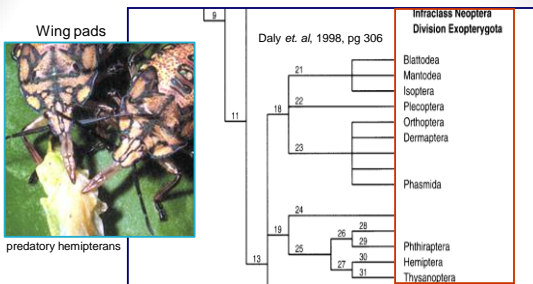 Wing pads
predatory hemipterans
Daly et. al, 1998, pg 306
Infraclass Neoptera
Division Exopterygota
9
11
13
18
21
22
23
19
24
25
26
28
29
27
30
31
Blattodea
Mantodea
Isoptera
Plecoptera
Orthoptera
Dermaptera
Phasmida
Phthiraptera
Hemiptera
Thysanoptera